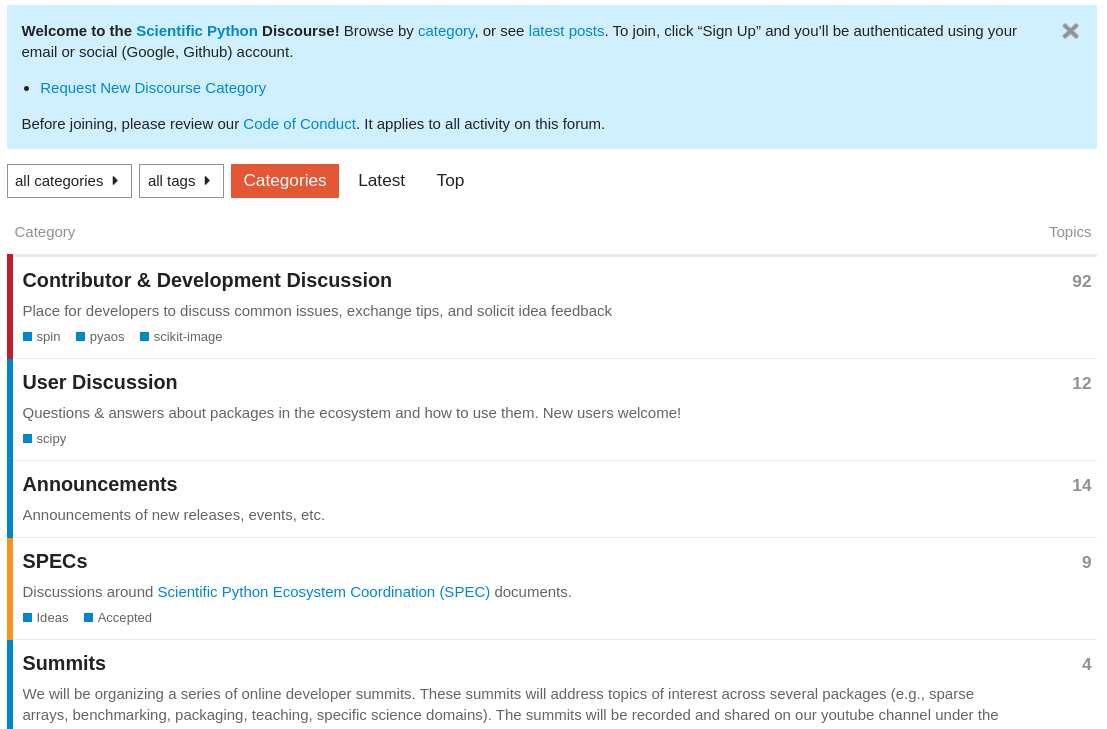 Welcome to the Scientific Python Discourse! Browse by category, or see latest posts. To join, click “Sign Up” and you’ll be authenticated using your
email or social (Google, Github) account.
Request New Discourse Category
Before joining, please review our Code of Conduct. It applies to all activity on this forum.
all categories all tags Categories Latest Top
Category Topics
Contributor & Development Discussion 92
Place for developers to discuss common issues, exchange tips, and solicit idea feedback
spin pyaos scikit-image
User Discussion 12
Questions & answers about packages in the ecosystem and how to use them. New users welcome!
scipy
Announcements 14
Announcements of new releases, events, etc.
SPECs 9
Discussions around Scientific Python Ecosystem Coordination (SPEC) documents.
Ideas Accepted
Summits 4
We will be organizing a series of online developer summits. These summits will address topics of interest across several packages (e.g., sparse
arrays, benchmarking, packaging, teaching, specific science domains). The summits will be recorded and shared on our youtube channel under the